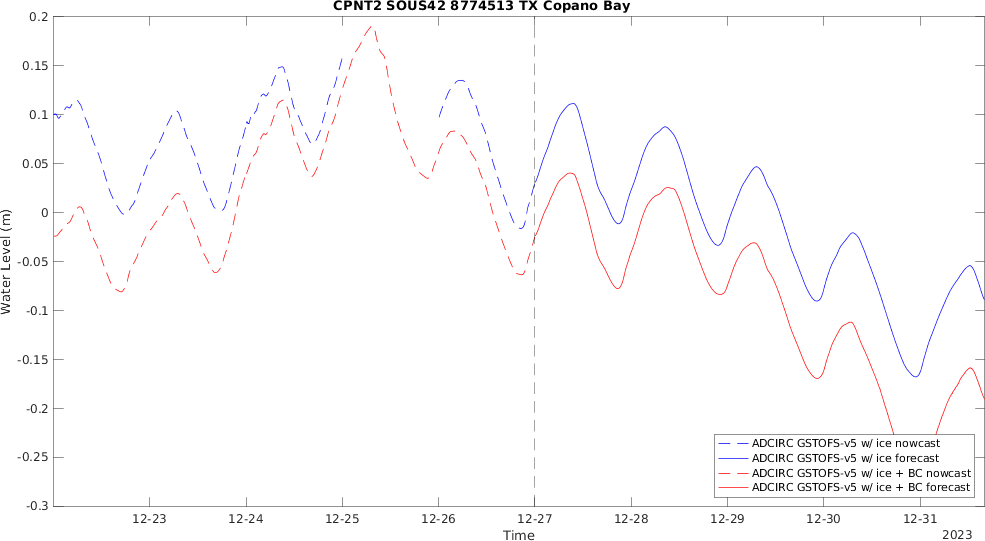 CPNT2 SOUS42 8774513 TX Copano Bay
Water Level (m)
0.2
0.15
0.1
0.05
0
-0.05
-0.1
-0.15
-0.2
-0.25
-0.3
ADCIRC GSTOFS-v5 w/ ice nowcast
ADCIRC GSTOFS-v5 w/ ice forecast
ADCIRC GSTOFS-v5 w/ ice + BC nowcast
ADCIRC GSTOFS-v5 w/ ice + BC forecast
12-23 12-24 12-25 12-26 12-27 12-28 12-29 12-30 12-31
Time
2023